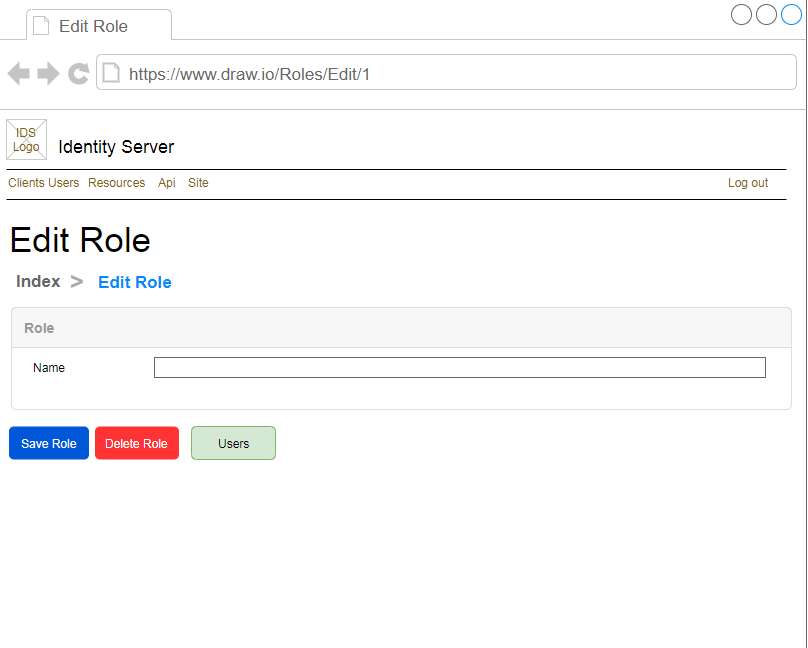 Edit Role
https://www.draw.io/Roles/Edit/1
IDS
Logo
Identity Server
Clients Users Resources Api Site Log out
Edit Role
Index > Edit Role
Role
Name
Save Role Delete Role Users